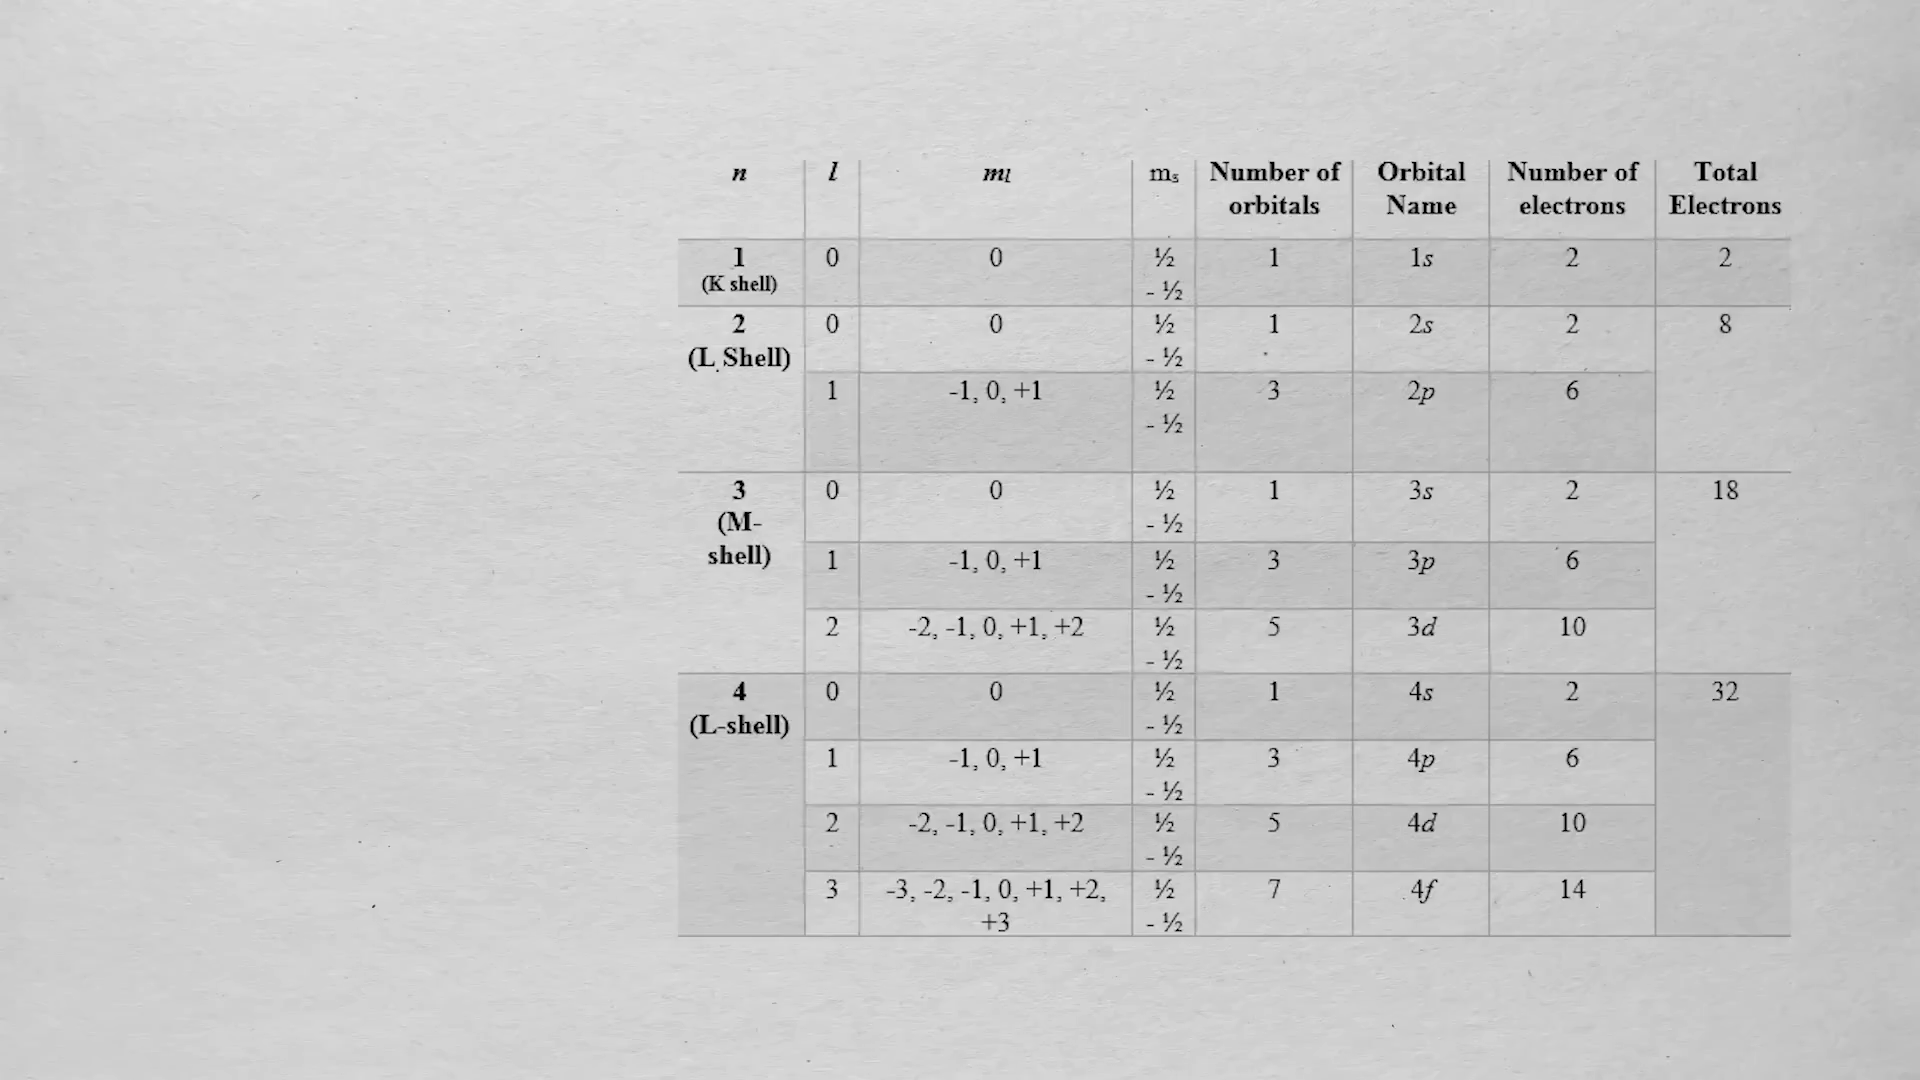 n l ml ms Number of orbitals Orbital Name Number of electrons Total Electrons
1 (K shell) 0 0 ½ - ½ 1 1s 2 2
2 (L Shell) 0 0 ½ - ½ 1 2s 2 8
1 -1, 0, +1 ½ - ½ 3 2p 6
3 (M-shell) 0 0 ½ - ½ 1 3s 2 18
1 -1, 0, +1 ½ - ½ 3 3p 6
2 -2, -1, 0, +1, +2 ½ - ½ 5 3d 10
4 (L-shell) 0 0 ½ - ½ 1 4s 2 32
1 -1, 0, +1 ½ - ½ 3 4p 6
2 -2, -1, 0, +1, +2 ½ - ½ 5 4d 10
3 -3, -2, -1, 0, +1, +2, +3 ½ - ½ 7 4f 14